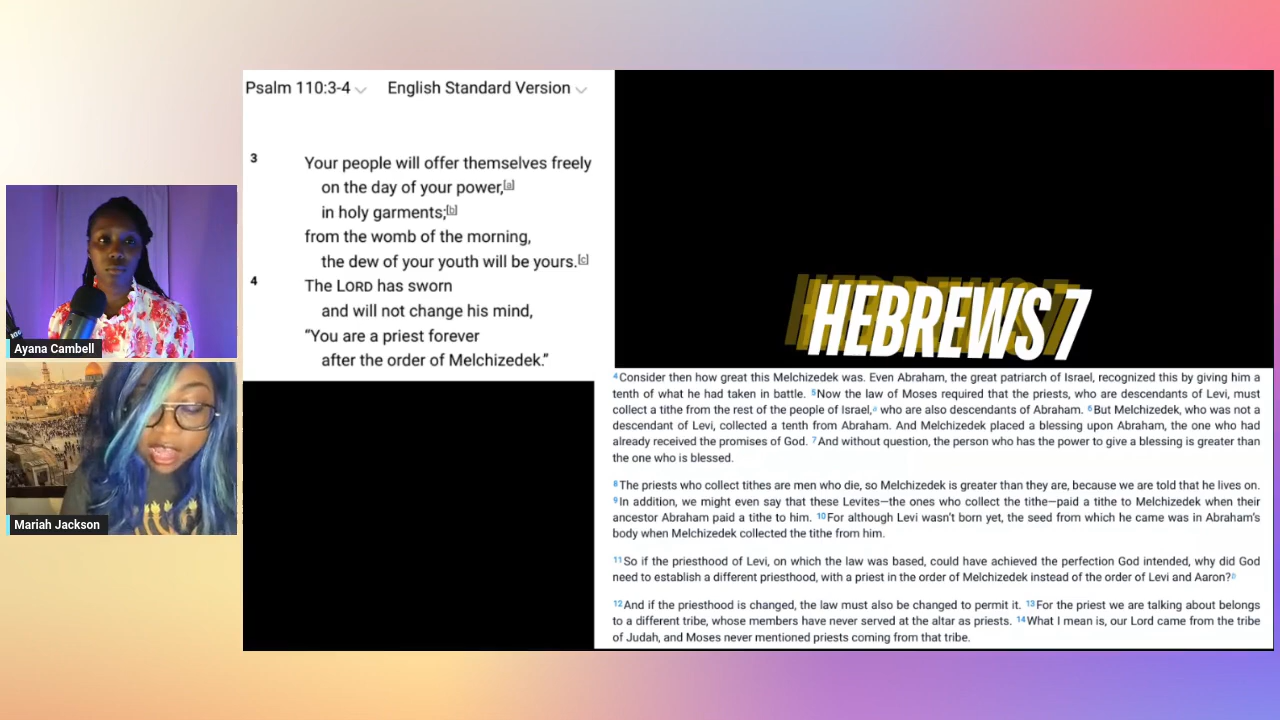 Psalm 110:3-4 English Standard Version
3 Your people will offer themselves freely
on the day of your power,[a]
in holy garments;[b]
from the womb of the morning,
the dew of your youth will be yours.[c]
4 The LORD has sworn
and will not change his mind,
“You are a priest forever
after the order of Melchizedek.”
HEBREWS 7
4Consider then how great this Melchizedek was. Even Abraham, the great patriarch of Israel, recognized this by giving him a
tenth of what he had taken in battle. 5Now the law of Moses required that the priests, who are descendants of Levi, must
collect a tithe from the rest of the people of Israel,a who are also descendants of Abraham. 6But Melchizedek, who was not a
descendant of Levi, collected a tenth from Abraham. And Melchizedek placed a blessing upon Abraham, the one who had
already received the promises of God. 7And without question, the person who has the power to give a blessing is greater than
the one who is blessed.
8The priests who collect tithes are men who die, so Melchizedek is greater than they are, because we are told that he lives on.
9In addition, we might even say that these Levites—the ones who collect the tithe—paid a tithe to Melchizedek when their
ancestor Abraham paid a tithe to him. 10For although Levi wasn’t born yet, the seed from which he came was in Abraham’s
body when Melchizedek collected the tithe from him.
11So if the priesthood of Levi, on which the law was based, could have achieved the perfection God intended, why did God
need to establish a different priesthood, with a priest in the order of Melchizedek instead of the order of Levi and Aaron?b
12And if the priesthood is changed, the law must also be changed to permit it. 13For the priest we are talking about belongs
to a different tribe, whose members have never served at the altar as priests. 14What I mean is, our Lord came from the tribe
of Judah, and Moses never mentioned priests coming from that tribe.
Ayana Cambell
Mariah Jackson